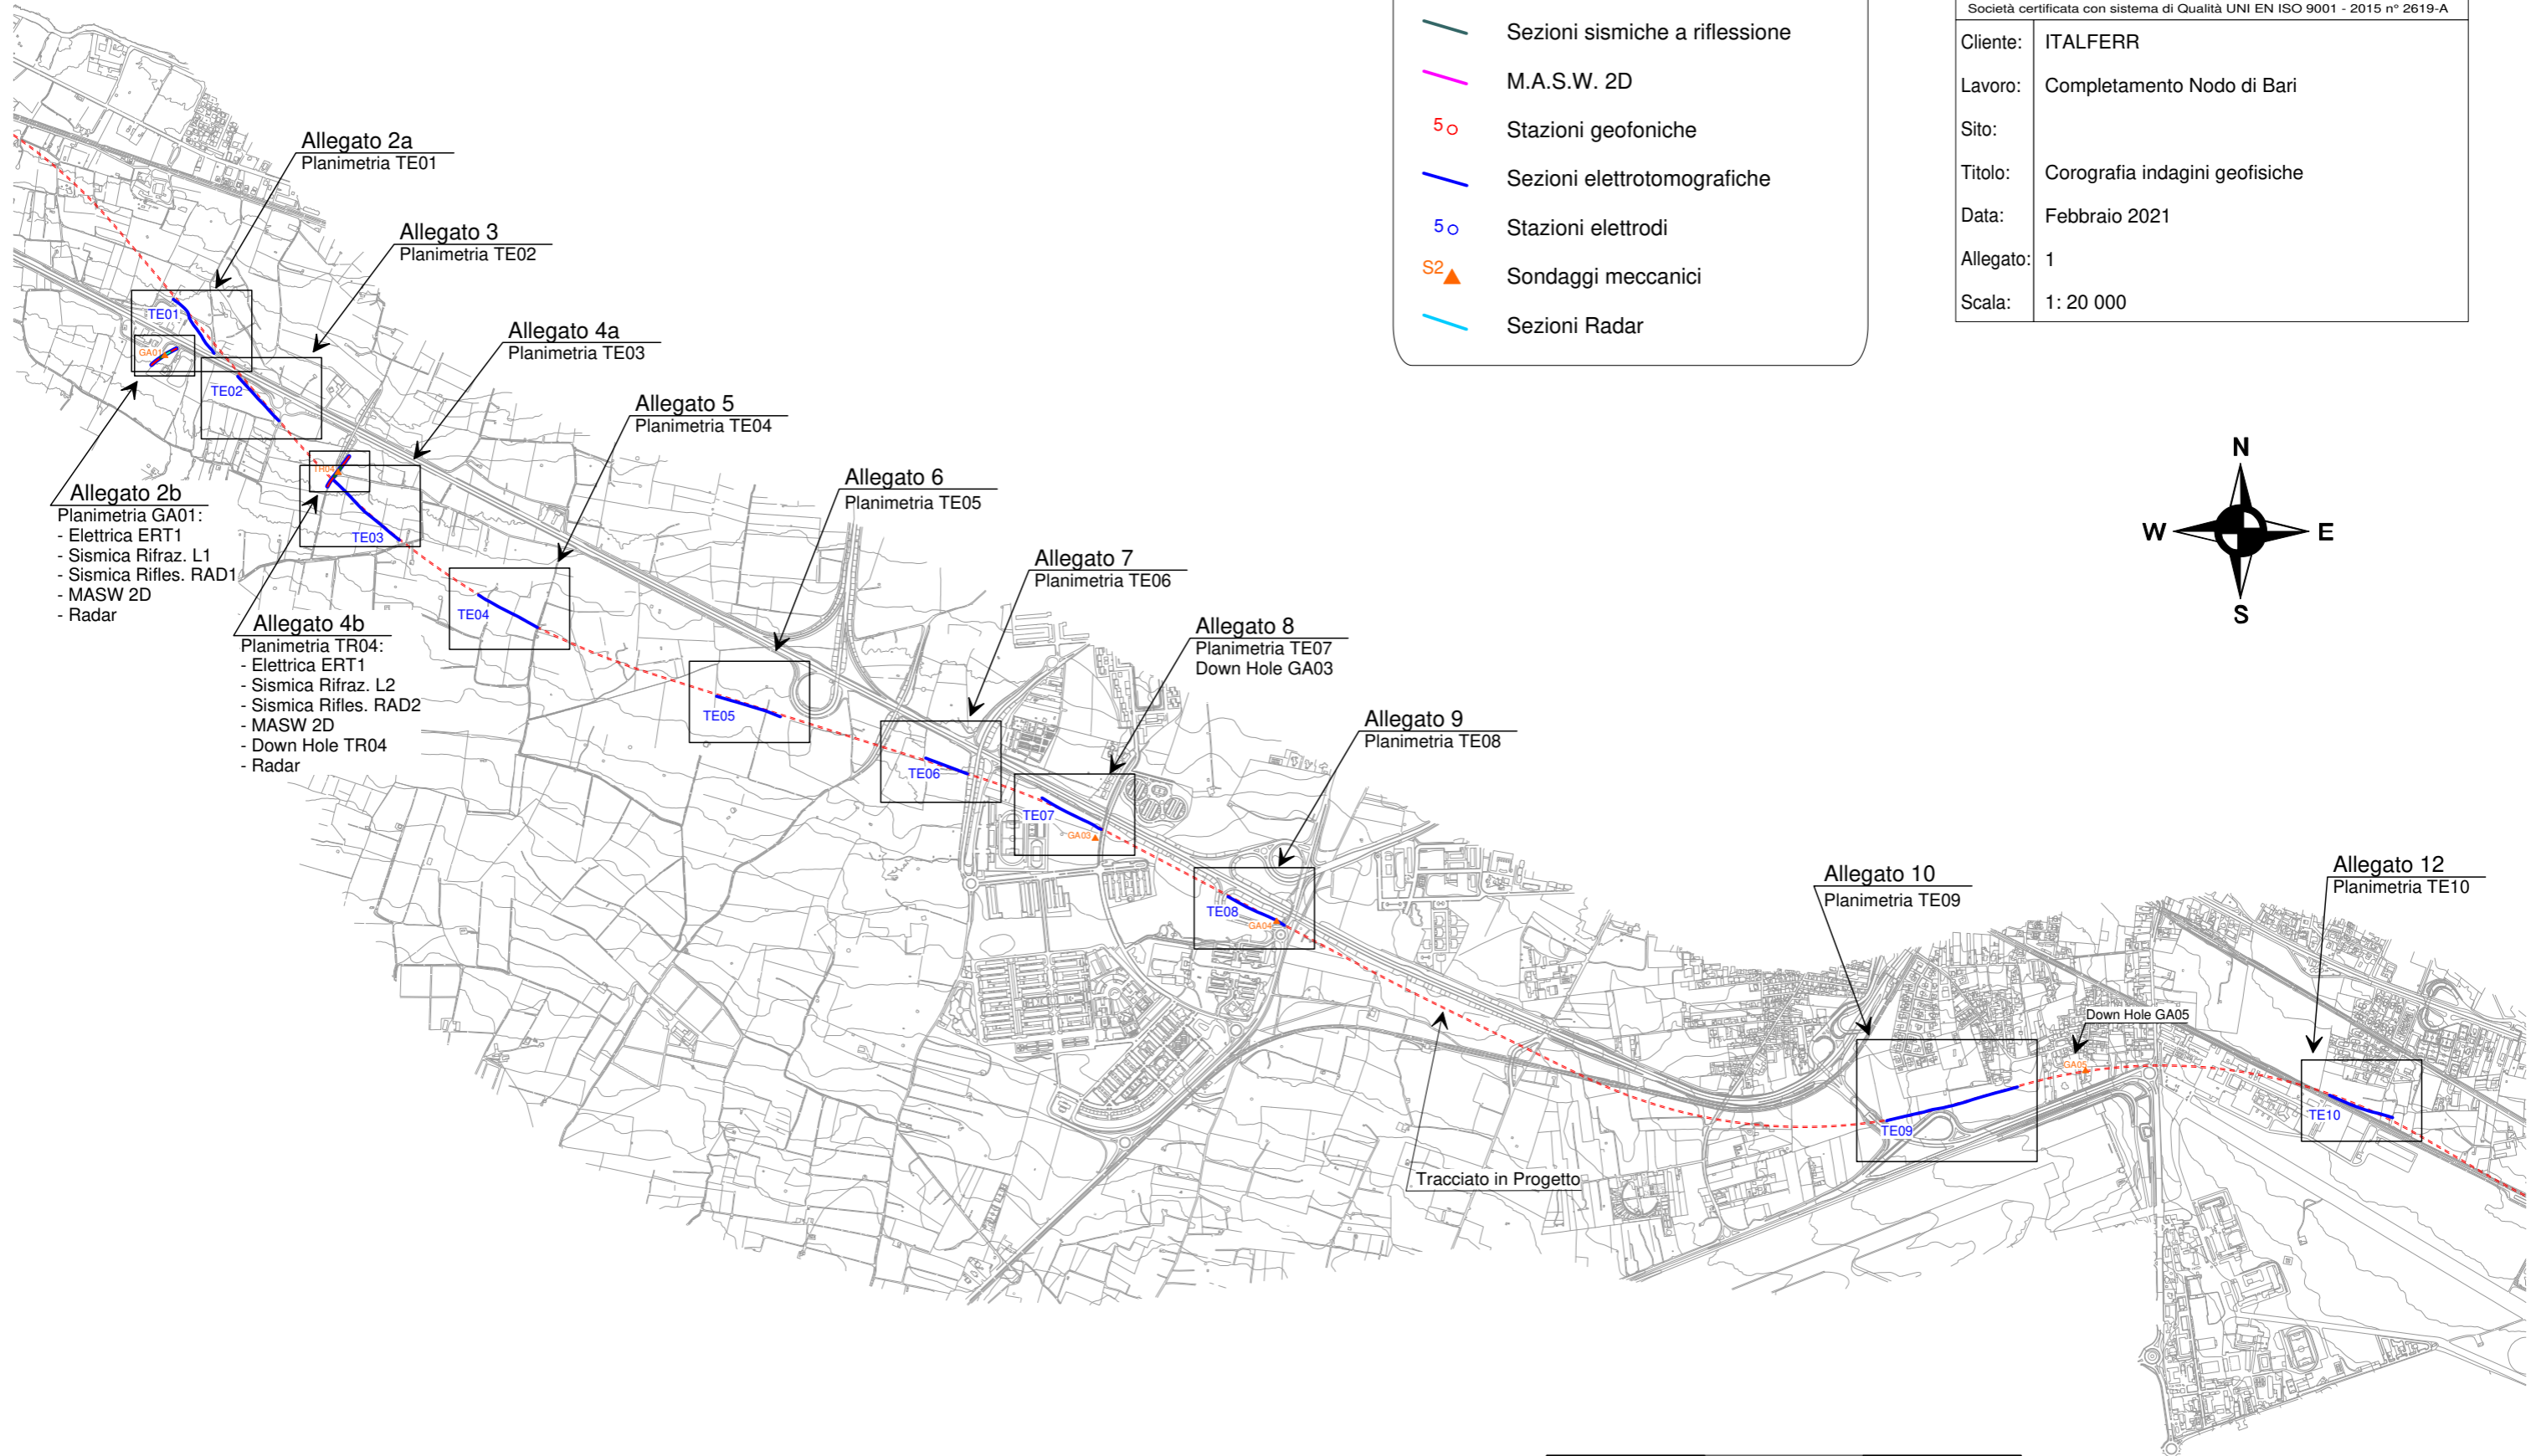 Sezioni sismiche a riflessione
M.A.S.W. 2D
5 Stazioni geofoniche
Sezioni elettrotomografiche
5 Stazioni elettrodi
S2 Sondaggi meccanici
Sezioni Radar
Società certificata con sistema di Qualità UNI EN ISO 9001 - 2015 n° 2619-A
Cliente: ITALFERR
Lavoro: Completamento Nodo di Bari
Sito:
Titolo: Corografia indagini geofisiche
Data: Febbraio 2021
Allegato: 1
Scala: 1: 20 000
N
W E
S
Allegato 2a
Planimetria TE01
Allegato 3
Planimetria TE02
Allegato 4a
Planimetria TE03
Allegato 5
Planimetria TE04
Allegato 6
Planimetria TE05
Allegato 7
Planimetria TE06
Allegato 8
Planimetria TE07
Down Hole GA03
Allegato 9
Planimetria TE08
Allegato 10
Planimetria TE09
Allegato 12
Planimetria TE10
Allegato 2b
Planimetria GA01:
- Elettrica ERT1
- Sismica Rifraz. L1
- Sismica Rifles. RAD1
- MASW 2D
- Radar
Allegato 4b
Planimetria TR04:
- Elettrica ERT1
- Sismica Rifraz. L2
- Sismica Rifles. RAD2
- MASW 2D
- Down Hole TR04
- Radar
TE01
GA01
TE02
TR04
TE03
TE04
TE05
TE06
TE07
GA03
TE08
GA04
Tracciato in Progetto
TE09
Down Hole GA05
GA05
TE10